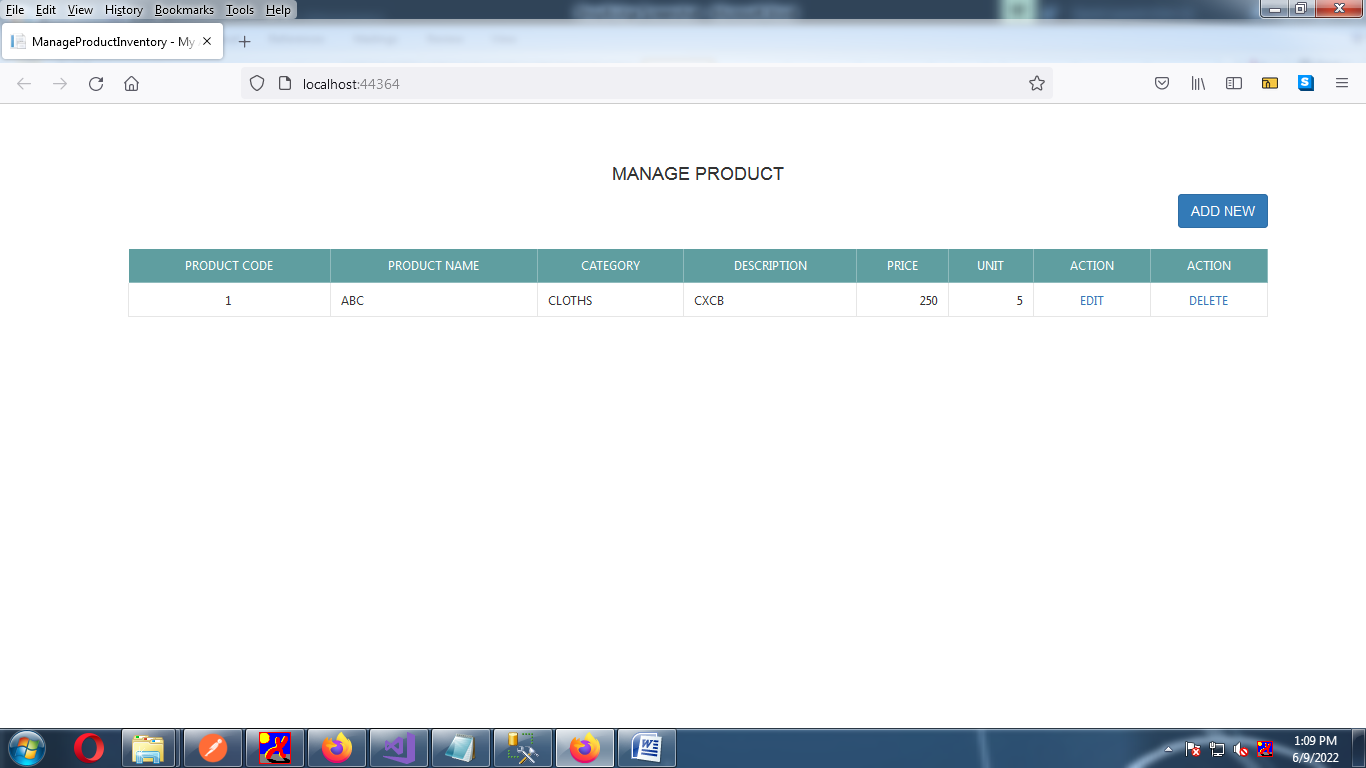 File Edit View History Bookmarks Tools Help
ManageProductInventory - My
localhost:44364
MANAGE PRODUCT
ADD NEW
PRODUCT CODE PRODUCT NAME CATEGORY DESCRIPTION PRICE UNIT ACTION ACTION
1 ABC CLOTHS CXCB 250 5 EDIT DELETE
1:09 PM
6/9/2022